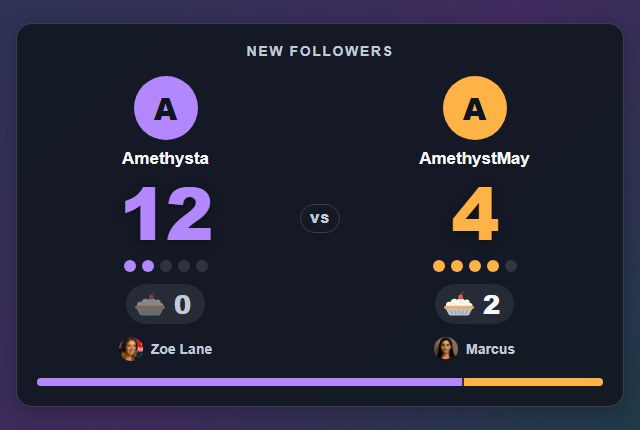 NEW FOLLOWERS
A
A
Amethysta
AmethystMay
12
VS
4
0
2
Zoe Lane
Marcus